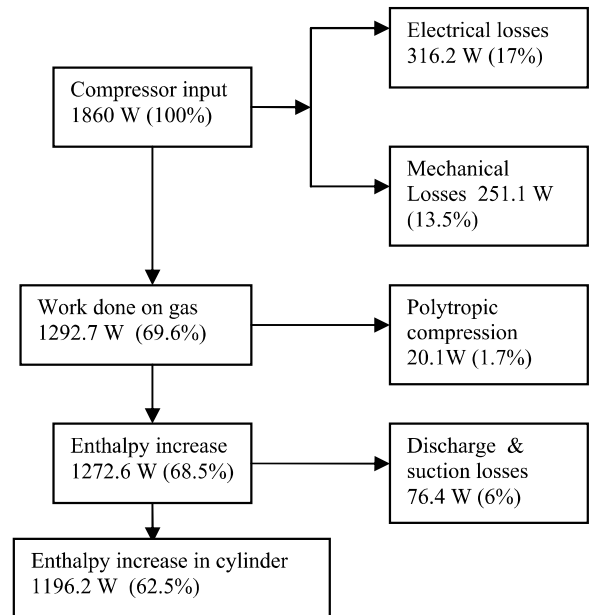 Electrical losses
316.2 W (17%)
Compressor input
1860 W (100%)
Mechanical
Losses 251.1 W
(13.5%)
Work done on gas
1292.7 W (69.6%)
Polytropic
compression
20.1W (1.7%)
Enthalpy increase
1272.6 W (68.5%)
Discharge &
suction losses
76.4 W (6%)
Enthalpy increase in cylinder
1196.2 W (62.5%)